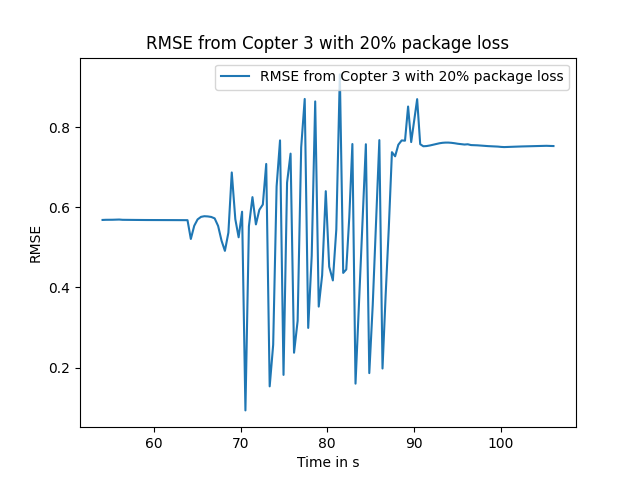 RMSE from Copter 3 with 20% package loss
RMSE from Copter 3 with 20% package loss
0.8
0.6
0.4
0.2
RMSE
60 70 80 90 100
Time in s